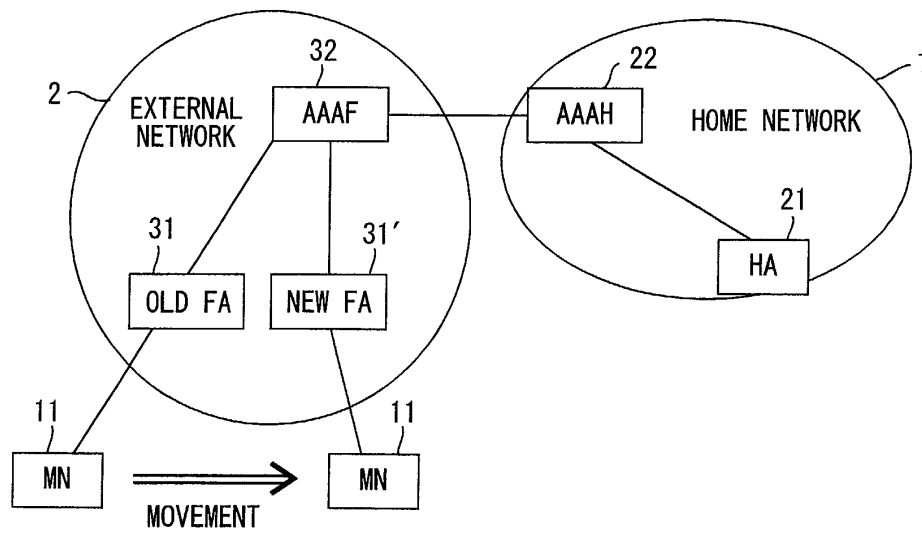 32
22
2
EXTERNAL
NETWORK
AAAF
AAAH
HOME NETWORK
31
31′
21
OLD FA
NEW FA
HA
11
11
MN
MN
MOVEMENT